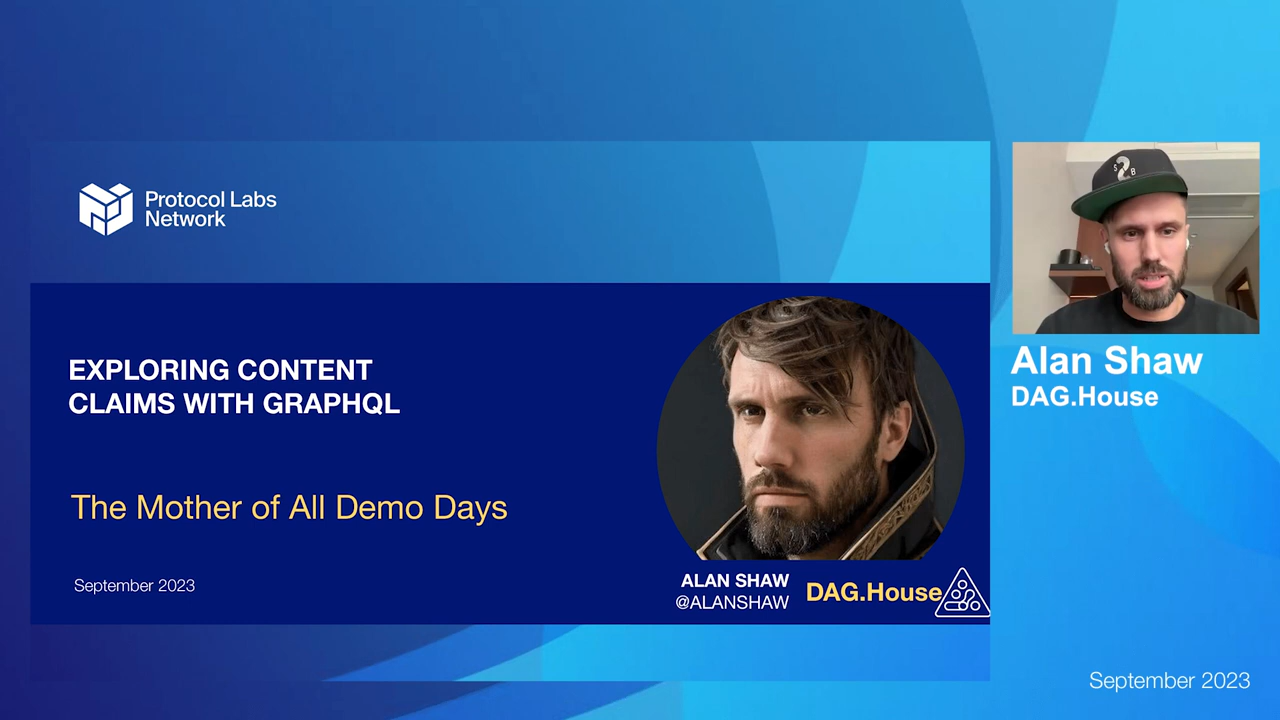 Protocol Labs
Network
EXPLORING CONTENT
CLAIMS WITH GRAPHQL
The Mother of All Demo Days
September 2023
ALAN SHAW
@ALANSHAW
DAG.House
S2B
Alan Shaw
DAG.House
September 2023